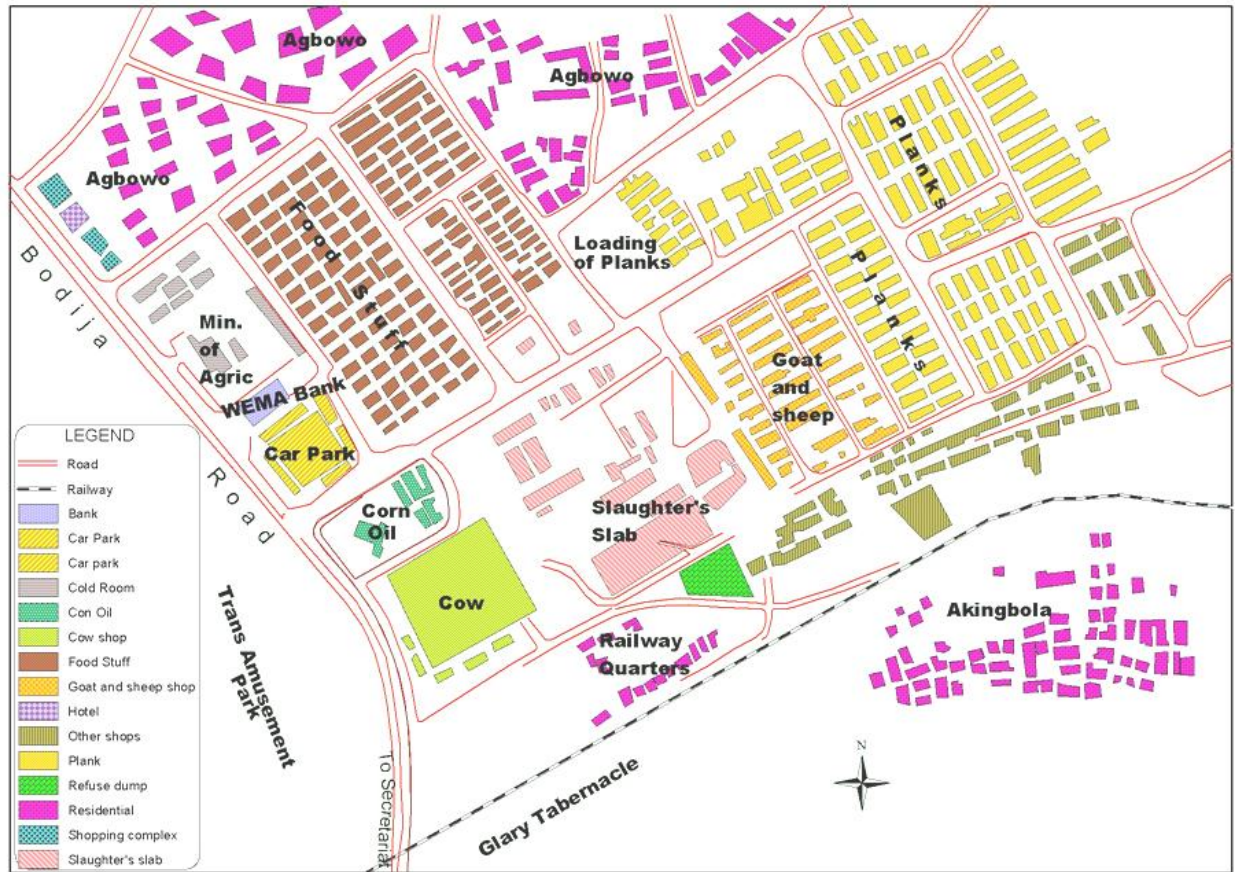 Agbowo
Agbowo
Agbowo
Planks
Food Stuff
Loading
of Planks
Planks
Bodija Road
Min.
of
Agric
WEMA Bank
Goat
and
sheep
Car Park
Corn
Oil
Slaughter's
Slab
Cow
Akingbola
Railway
Quarters
Trans Amusement
Park
To Secretariat
Glary Tabernacle
N
LEGEND
Road
Railway
Bank
Car Park
Car park
Cold Room
Con Oil
Cow shop
Food Stuff
Goat and sheep shop
Hotel
Other shops
Plank
Refuse dump
Residential
Shopping complex
Slaughter's slab